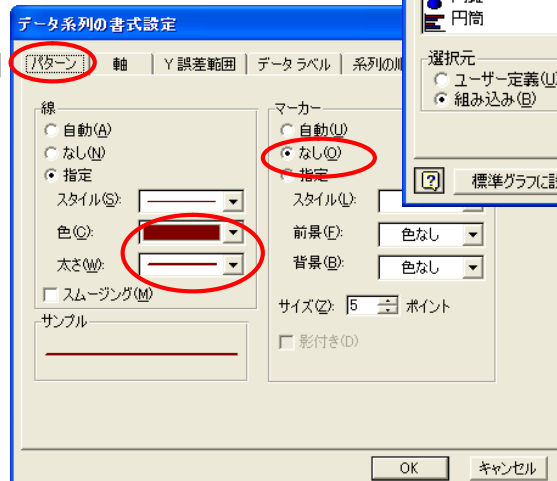 データ系列の書式設定
円筒
選択元
ユーザー定義(U)
組み込み(B)
標準グラフに
パターン 軸 Y 誤差範囲 データ ラベル 系列の
線
自動(A)
なし(N)
指定
スタイル(S):
色(C):
太さ(W):
スムージング(M)
サンプル
マーカー
自動(U)
なし(O)
指定
スタイル(L):
前景(F): 色なし
背景(B): 色なし
サイズ(Z): 5 ポイント
影付き(D)
OK キャンセル